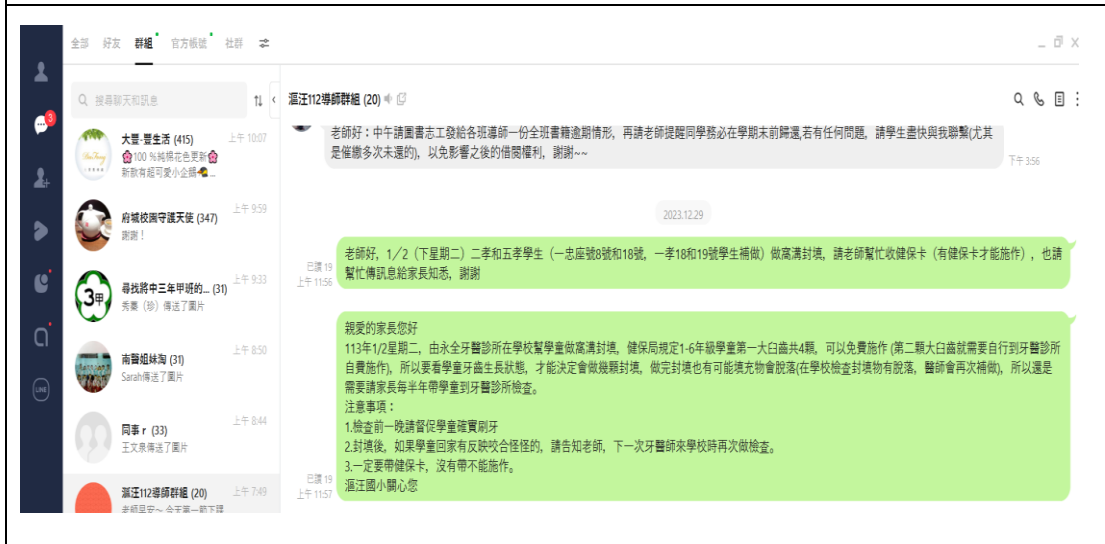 全部 好友 群組 官方帳號 社群
搜尋聊天和訊息
3
大豐·豐生活 (415) 上午 10:07
100 %純棉花色更新
新款有超可愛小企鵝...
府城校園守護天使 (347) 上午 9:59
謝謝！
尋找將中三年甲班的... (31) 上午 9:33
秀蓁（珍）傳送了圖片
3甲
南聲姐妹淘 (31) 上午 8:50
Sarah傳送了圖片
同事 r (33) 上午 8:44
王文泉傳送了圖片
漚汪112導師群組 (20) 上午 7:49
老師早安～ 今天第一節下課
LINE
漚汪112導師群組 (20)
老師好：中午請圖書志工發給各班導師一份全班書籍逾期情形，再請老師提醒同學務必在學期末前歸還,若有任何問題，請學生盡快與我聯繫(尤其
是催繳多次未還的)，以免影響之後的借閱權利，謝謝~~
下午 3:56
2023.12.29
老師好，1／2（下星期二）二孝和五孝學生（一忠座號8號和18號，一孝18和19號學生補做）做窩溝封填，請老師幫忙收健保卡（有健保卡才能施作），也請
幫忙傳訊息給家長知悉，謝謝
已讀 19
上午 11:56
親愛的家長您好
113年1/2星期二，由永全牙醫診所在學校幫學童做窩溝封填，健保局規定1-6年級學童第一大臼齒共4顆，可以免費施作 (第二顆大臼齒就需要自行到牙醫診所
自費施作)，所以要看學童牙齒生長狀態，才能決定會做幾顆封填，做完封填也有可能填充物會脫落(在學校檢查封填物有脫落，醫師會再次補做)，所以還是
需要請家長每半年帶學童到牙醫診所檢查。
注意事項：
1.檢查前一晚請督促學童確實刷牙
2.封填後，如果學童回家有反映咬合怪怪的，請告知老師，下一次牙醫師來學校時再次做檢查。
3.一定要帶健保卡，沒有帶不能施作。
漚汪國小關心您
已讀 19
上午 11:57